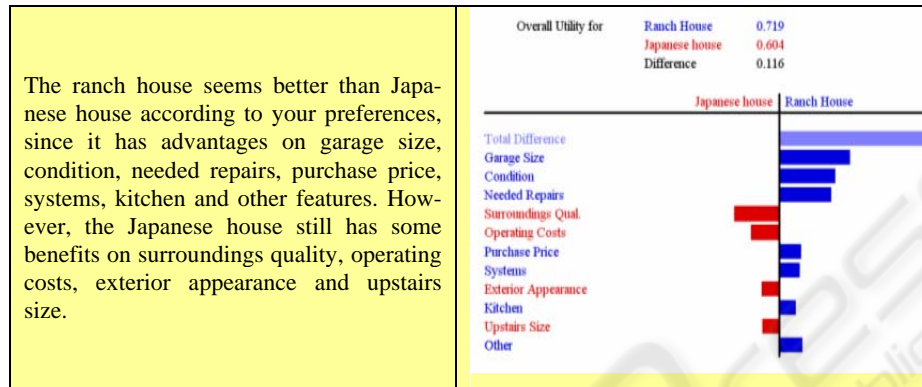 The ranch house seems better than Japa-
nese house according to your preferences,
since it has advantages on garage size,
condition, needed repairs, purchase price,
systems, kitchen and other features. How-
ever, the Japanese house still has some
benefits on surroundings quality, operating
costs, exterior appearance and upstairs
size.
Overall Utility for Ranch House 0.719
Japanese house 0.604
Difference 0.116
Japanese house Ranch House
Total Difference
Garage Size
Condition
Needed Repairs
Surroundings Qual.
Operating Costs
Purchase Price
Systems
Exterior Appearance
Kitchen
Upstairs Size
Other